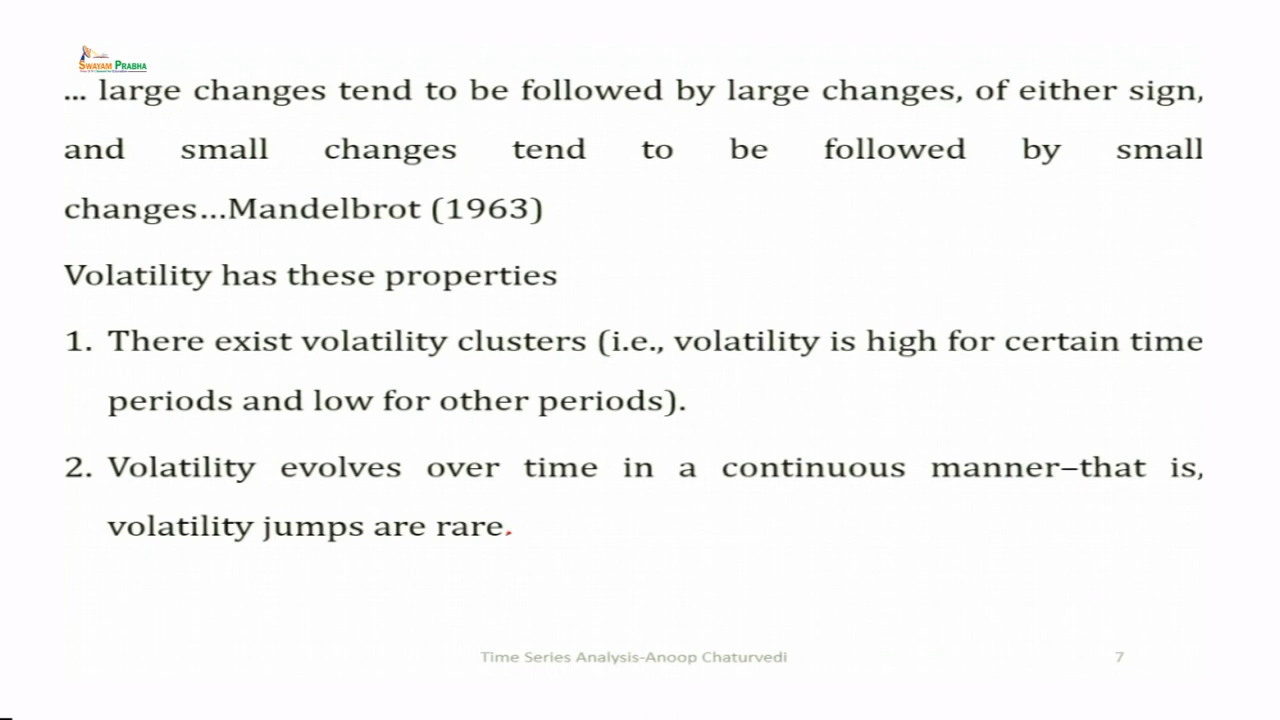 SWAYAM PRABHA
... large changes tend to be followed by large changes, of either sign,
and small changes tend to be followed by small
changes...Mandelbrot (1963)
Volatility has these properties
1. There exist volatility clusters (i.e., volatility is high for certain time
periods and low for other periods).
2. Volatility evolves over time in a continuous manner–that is,
volatility jumps are rare.
Time Series Analysis-Anoop Chaturvedi 7